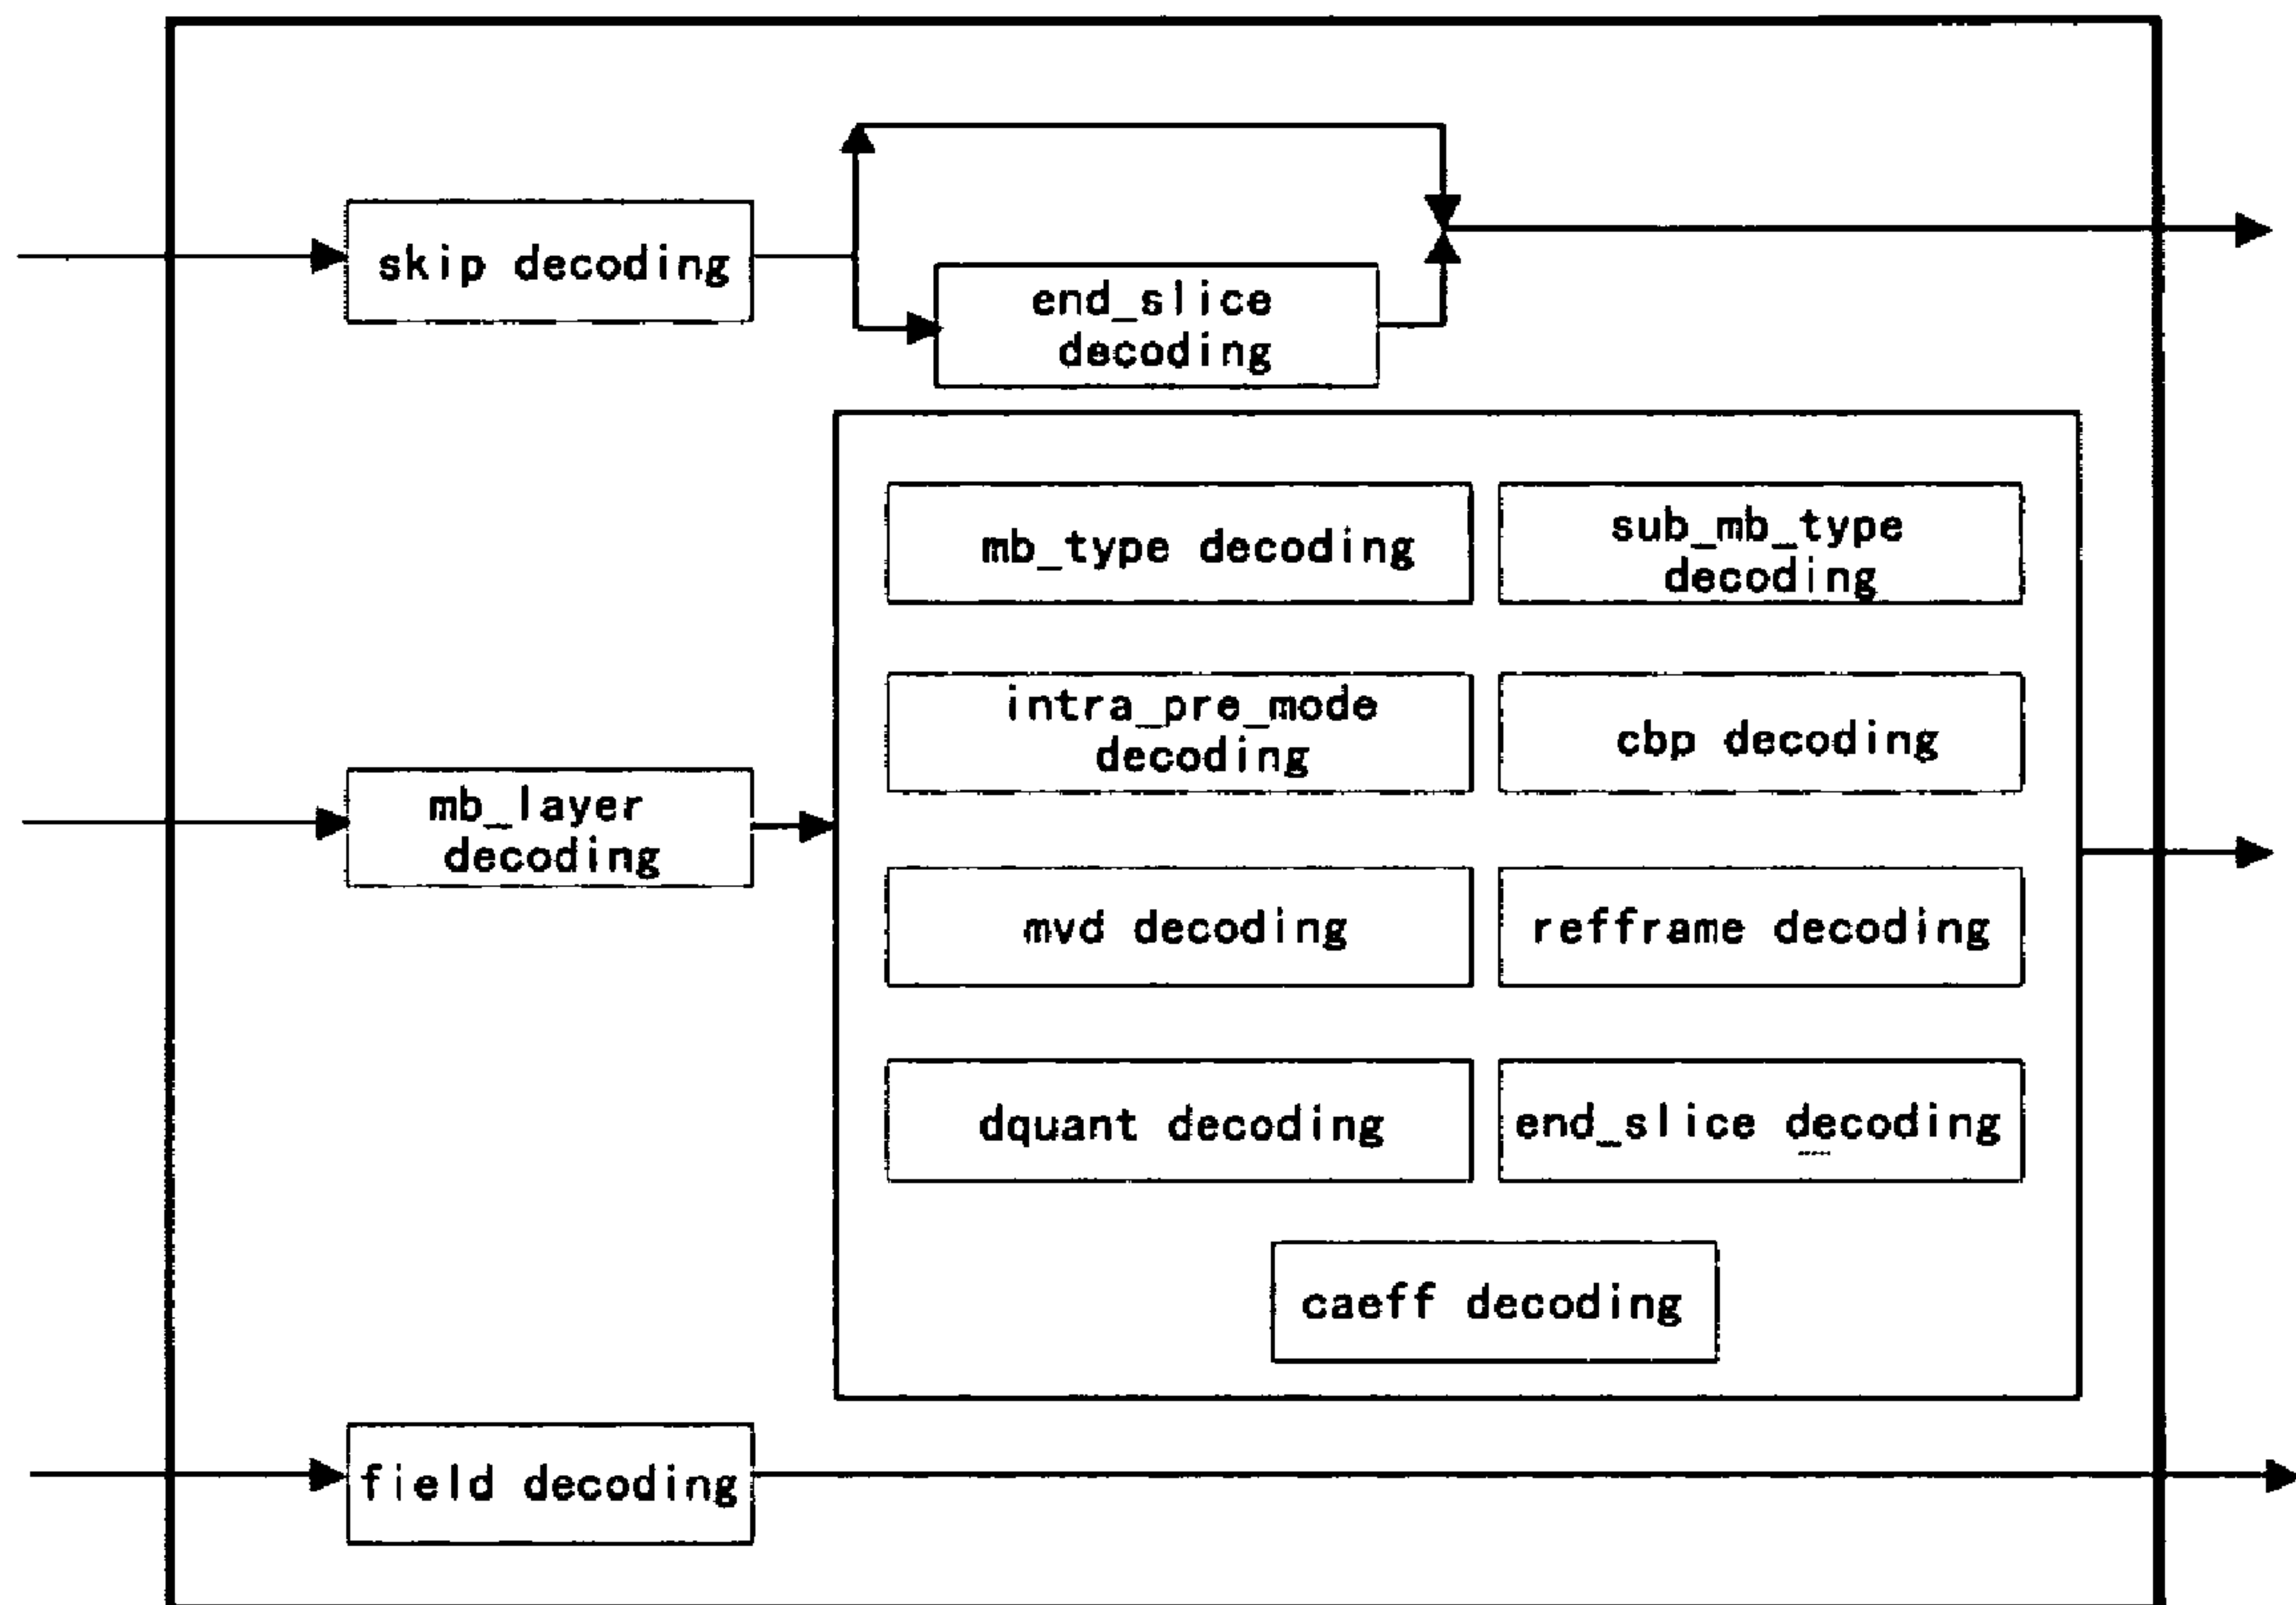 skip decoding
end_slice
decoding
mb_type decoding
sub_mb_type
decoding
intra_pre_mode
decoding
cbp decoding
mb_layer
decoding
mvd decoding
refframe decoding
dquant decoding
end_slice decoding
caeff decoding
field decoding